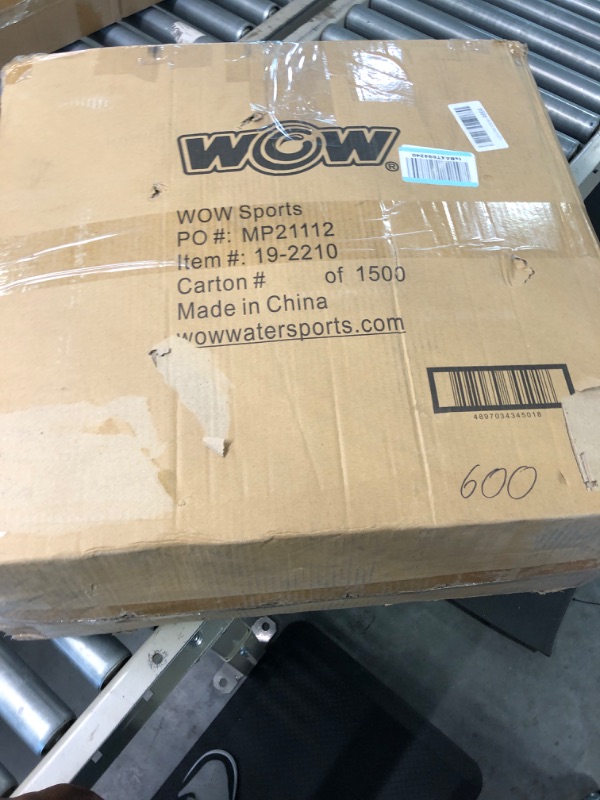 WOW®
WOW Sports
PO #: MP21112
Item #: 19-2210
Carton # of 1500
Made in China
wowwatersports.com
4897034345018
600